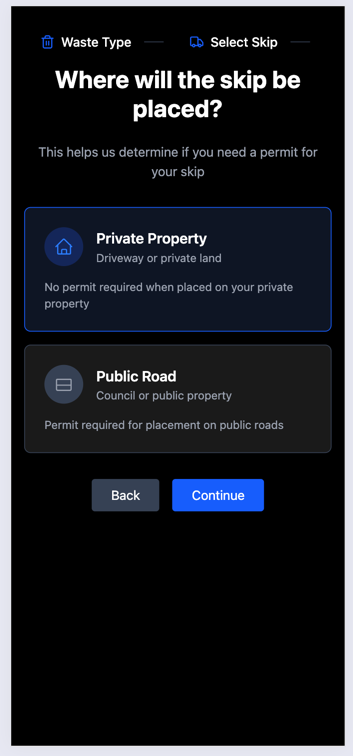 Waste Type
Select Skip
Where will the skip be
placed?
This helps us determine if you need a permit for
your skip
Private Property
Driveway or private land
No permit required when placed on your private
property
Public Road
Council or public property
Permit required for placement on public roads
Back
Continue